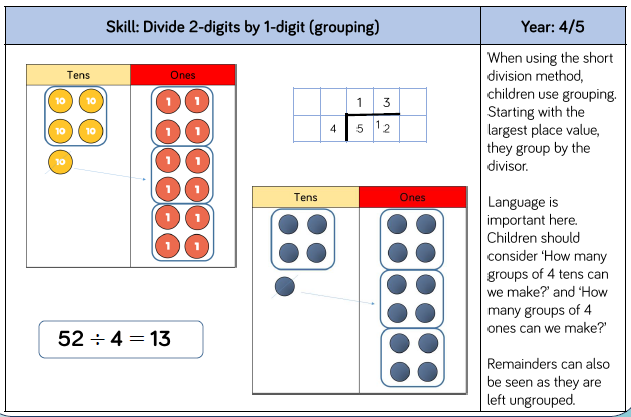 Skill: Divide 2-digits by 1-digit (grouping)
Year: 4/5
Tens Ones
10 10 1 1
10 10 1 1
10 1 1
1 1
1 1
1 1
1 3
4 5 1 2
Tens Ones
52 ÷ 4 = 13
When using the short
division method,
children use grouping.
Starting with the
largest place value,
they group by the
divisor.
Language is
important here.
Children should
consider ‘How many
groups of 4 tens can
we make?’ and ‘How
many groups of 4
ones can we make?’
Remainders can also
be seen as they are
left ungrouped.